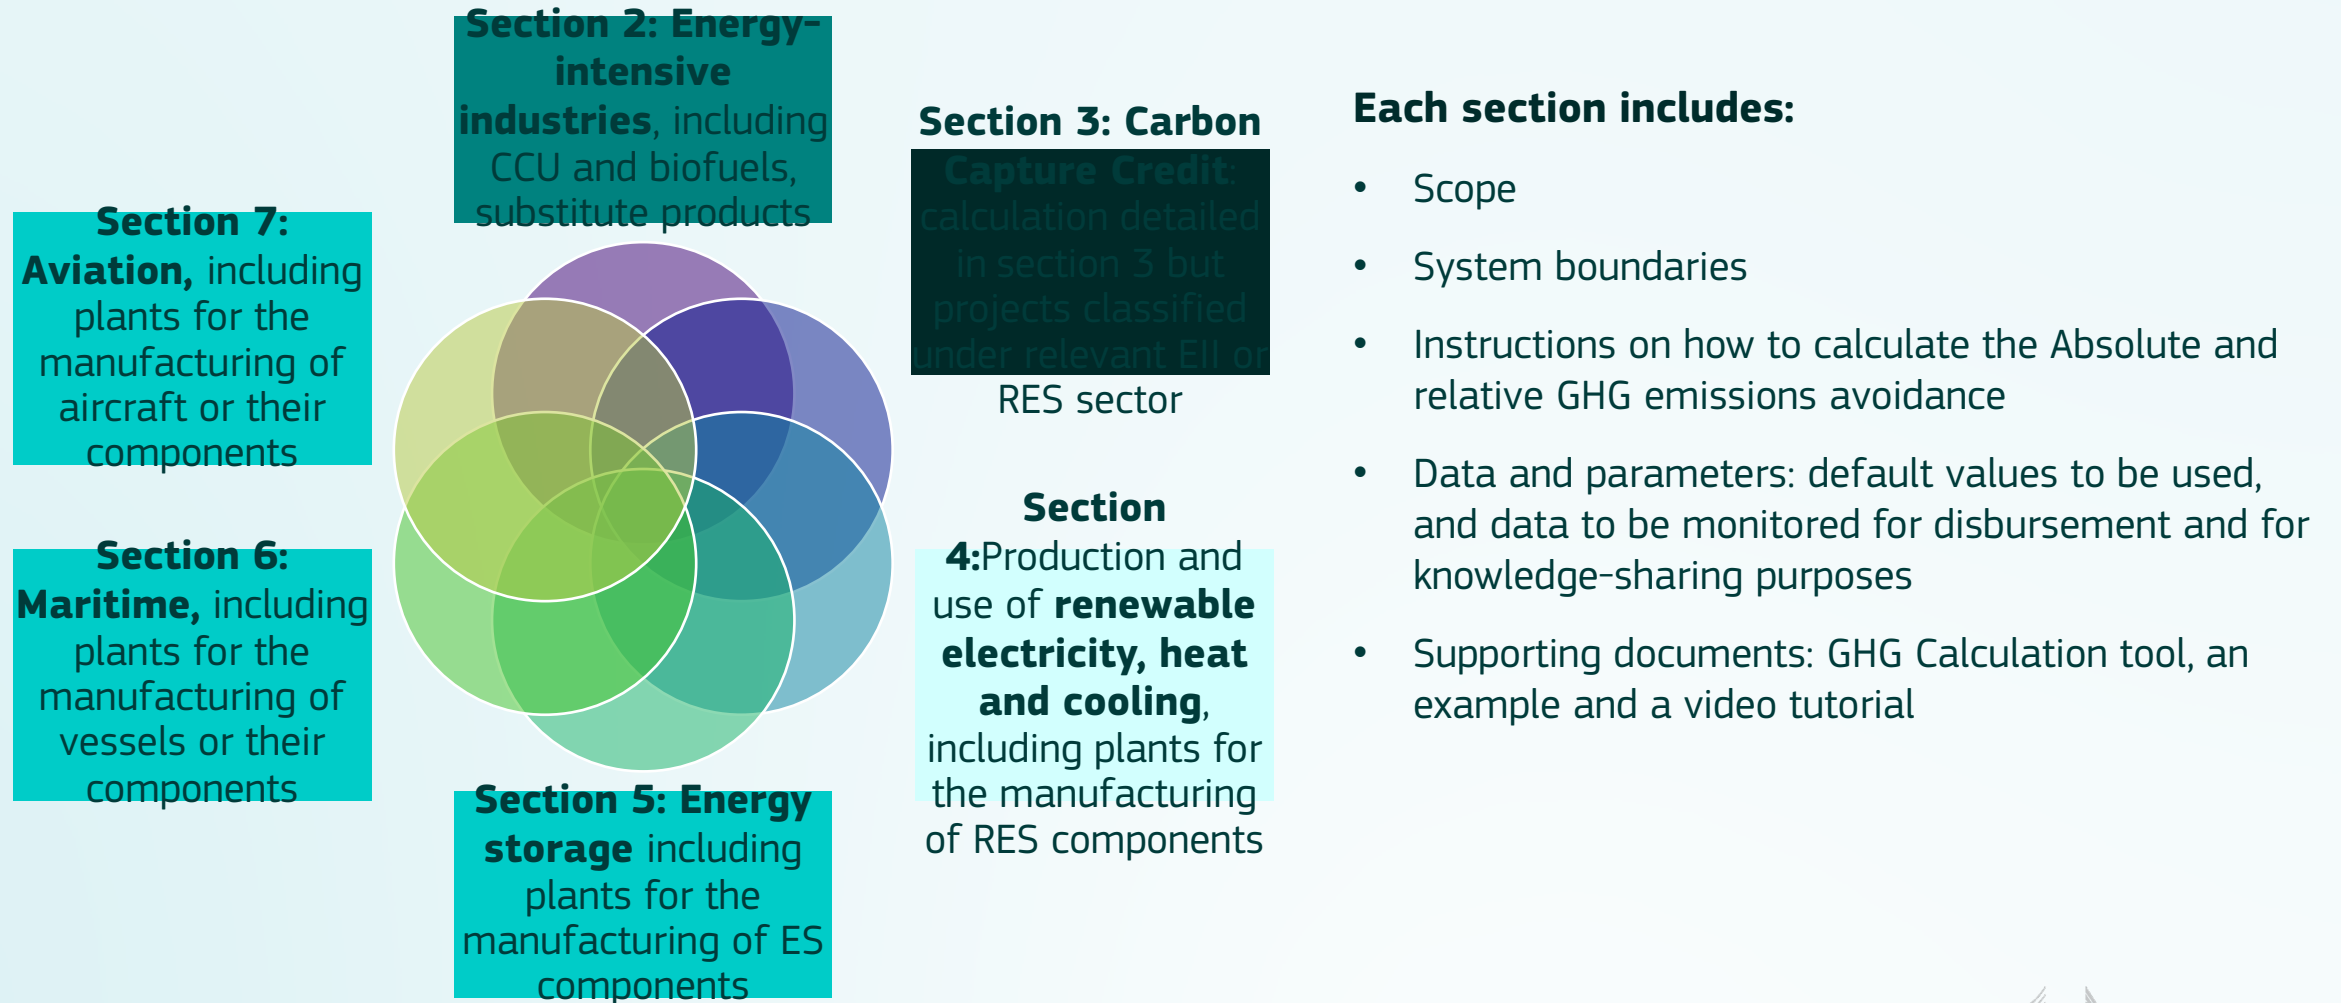 Section 2: Energy-
intensive
industries, including
CCU and biofuels,
substitute products
Section 3: Carbon
Capture Credit:
calculation detailed
in section 3 but
projects classified
under relevant EII or
RES sector
Section
4:Production and
use of renewable
electricity, heat
and cooling,
including plants for
the manufacturing
of RES components
Section 5: Energy
storage including
plants for the
manufacturing of ES
components
Section 6:
Maritime, including
plants for the
manufacturing of
vessels or their
components
Section 7:
Aviation, including
plants for the
manufacturing of
aircraft or their
components
Each section includes:
• Scope
• System boundaries
• Instructions on how to calculate the Absolute and
relative GHG emissions avoidance
• Data and parameters: default values to be used,
and data to be monitored for disbursement and for
knowledge-sharing purposes
• Supporting documents: GHG Calculation tool, an
example and a video tutorial